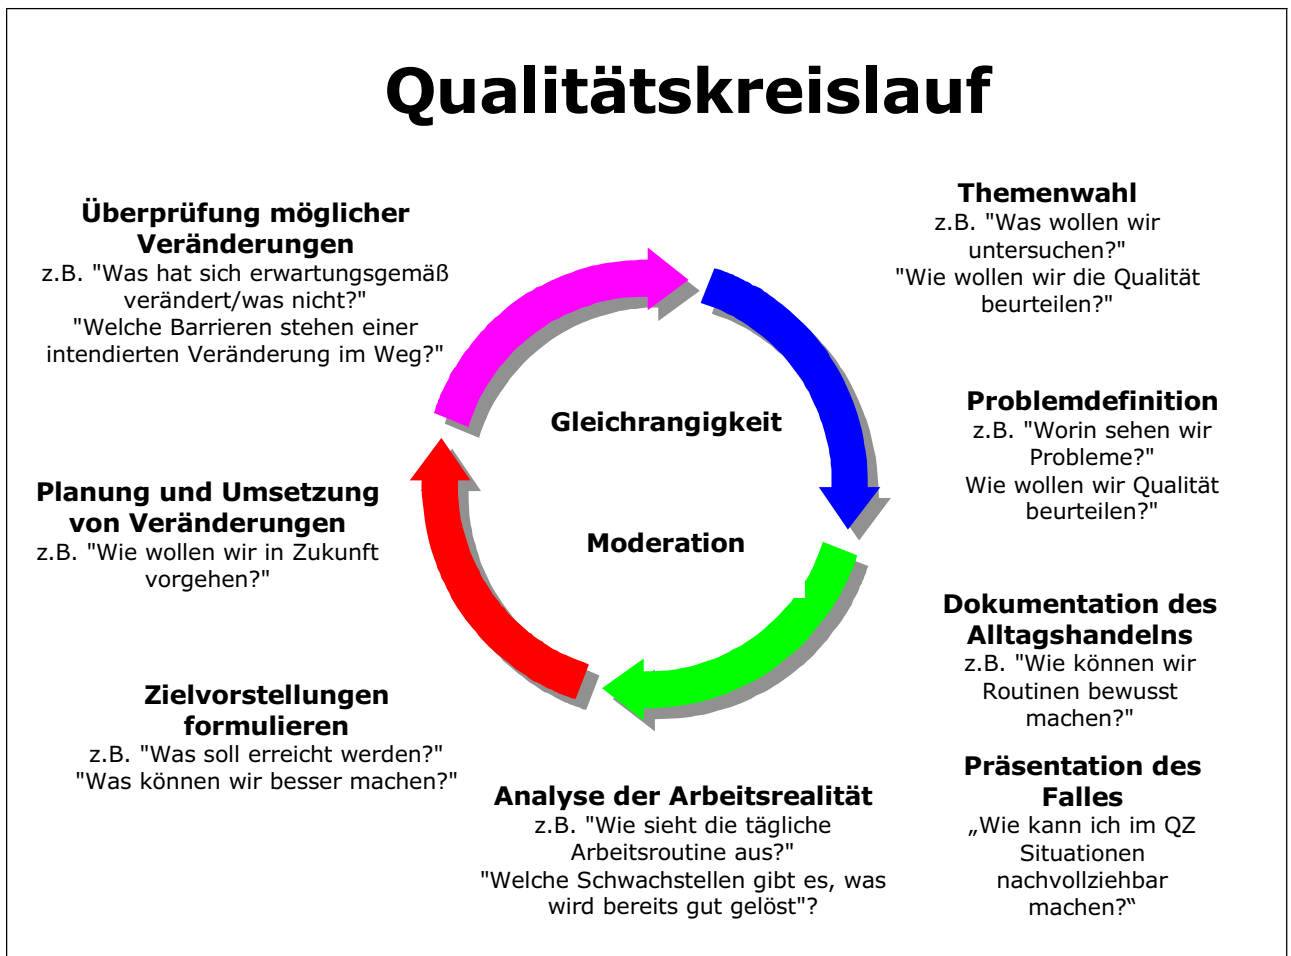 Qualitätskreislauf
Themenwahl
z.B. "Was wollen wir
untersuchen?"
"Wie wollen wir die Qualität
beurteilen?"
Problemdefinition
z.B. "Worin sehen wir
Probleme?"
Wie wollen wir Qualität
beurteilen?"
Dokumentation des
Alltagshandelns
z.B. "Wie können wir
Routinen bewusst
machen?"
Präsentation des
Falles
„Wie kann ich im QZ
Situationen
nachvollziehbar
machen?“
Analyse der Arbeitsrealität
z.B. "Wie sieht die tägliche
Arbeitsroutine aus?"
"Welche Schwachstellen gibt es, was
wird bereits gut gelöst"?
Zielvorstellungen
formulieren
z.B. "Was soll erreicht werden?"
"Was können wir besser machen?"
Planung und Umsetzung
von Veränderungen
z.B. "Wie wollen wir in Zukunft
vorgehen?"
Überprüfung möglicher
Veränderungen
z.B. "Was hat sich erwartungsgemäß
verändert/was nicht?"
"Welche Barrieren stehen einer
intendierten Veränderung im Weg?"
Gleichrangigkeit
Moderation